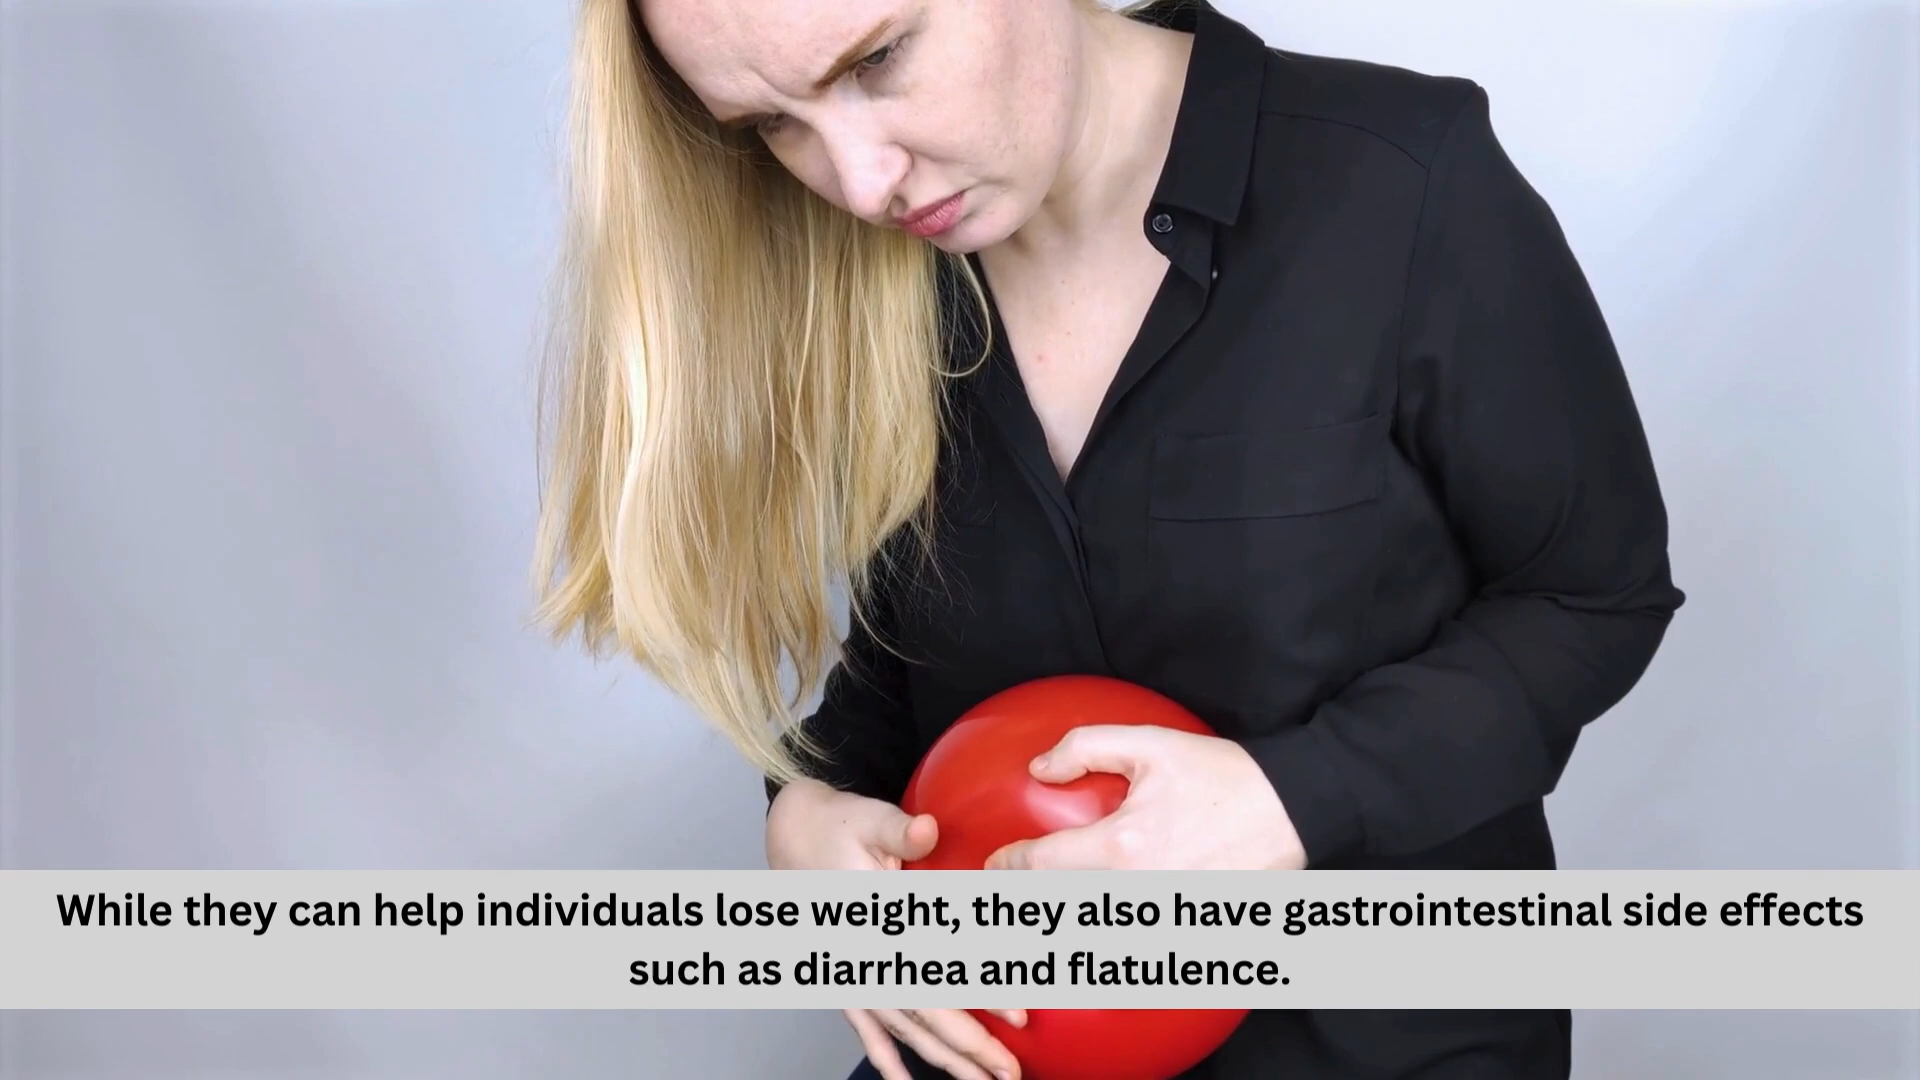 While they can help individuals lose weight, they also have gastrointestinal side effects
such as diarrhea and flatulence.